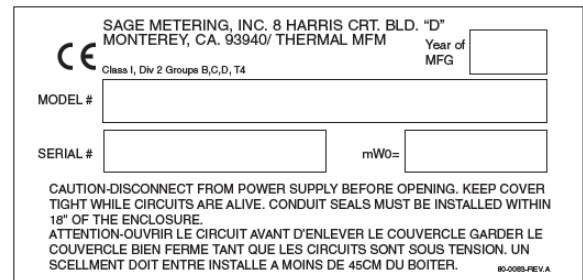 SAGE METERING, INC. 8 HARRIS CRT. BLD. “D”
MONTEREY, CA. 93940/ THERMAL MFM
Year of
MFG
CE
Class I, Div 2 Groups B,C,D, T4
MODEL #
SERIAL #
mW0=
CAUTION-DISCONNECT FROM POWER SUPPLY BEFORE OPENING. KEEP COVER
TIGHT WHILE CIRCUITS ARE ALIVE. CONDUIT SEALS MUST BE INSTALLED WITHIN
18" OF THE ENCLOSURE.
ATTENTION-OUVRIR LE CIRCUIT AVANT D'ENLEVER LE COUVERCLE GARDER LE
COUVERCLE BIEN FERME TANT QUE LES CIRCUITS SONT SOUS TENSION. UN
SCELLMENT DOIT ENTRE INSTALLE A MOINS DE 45CM DU BOITER.
80-0083-REV.A